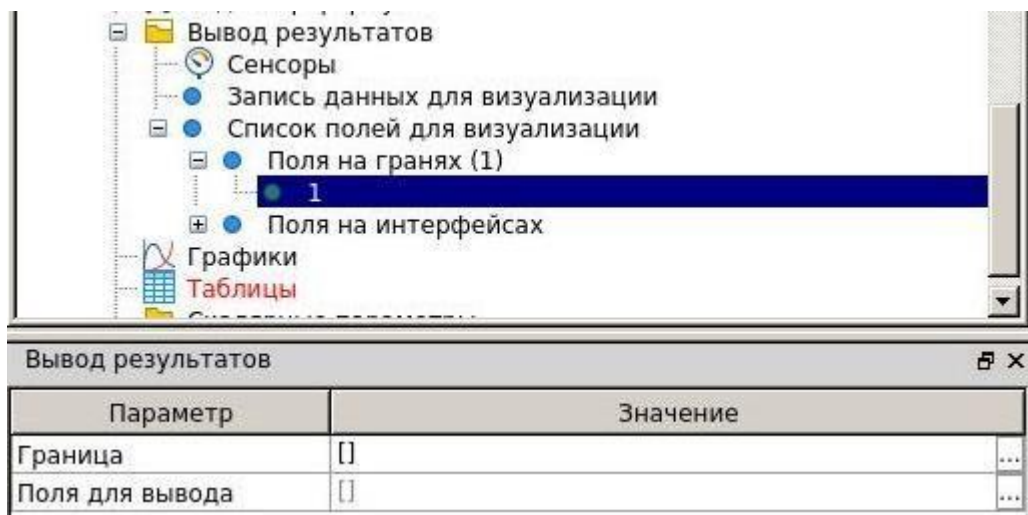 Вывод результатов
Сенсоры
Запись данных для визуализации
Список полей для визуализации
Поля на гранях (1)
1
Поля на интерфейсах
Графики
Таблицы
Вывод результатов
Параметр Значение
Граница [] ...
Поля для вывода [] ...